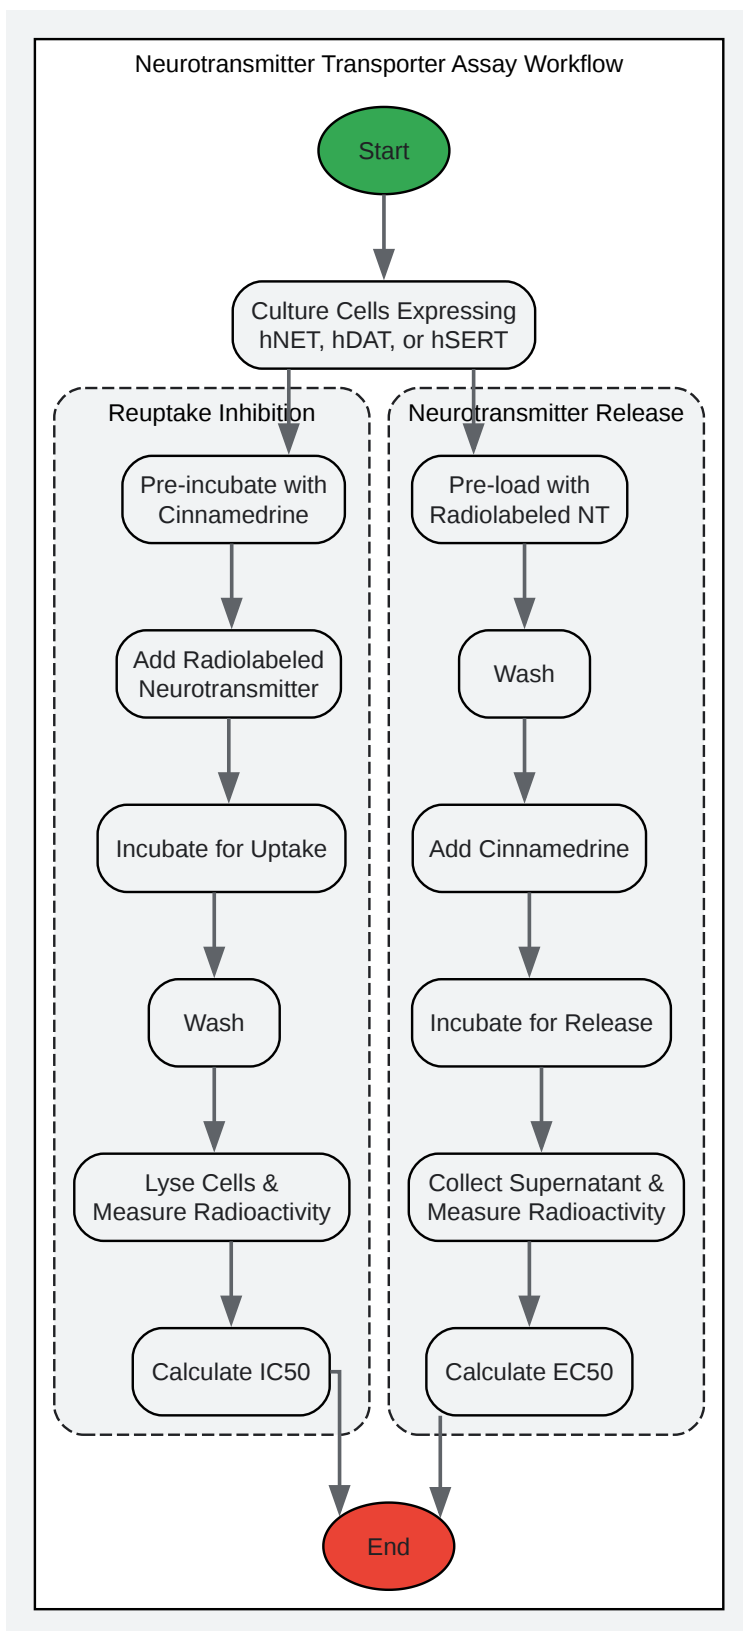 Neurotransmitter Transporter Assay Workflow
Start
Culture Cells Expressing
hNET, hDAT, or hSERT
Reuptake Inhibition
Pre-incubate with
Cinnamedrine
Add Radiolabeled
Neurotransmitter
Incubate for Uptake
Wash
Lyse Cells &
Measure Radioactivity
Calculate IC50
Neurotransmitter Release
Pre-load with
Radiolabeled NT
Wash
Add Cinnamedrine
Incubate for Release
Collect Supernatant &
Measure Radioactivity
Calculate EC50
End